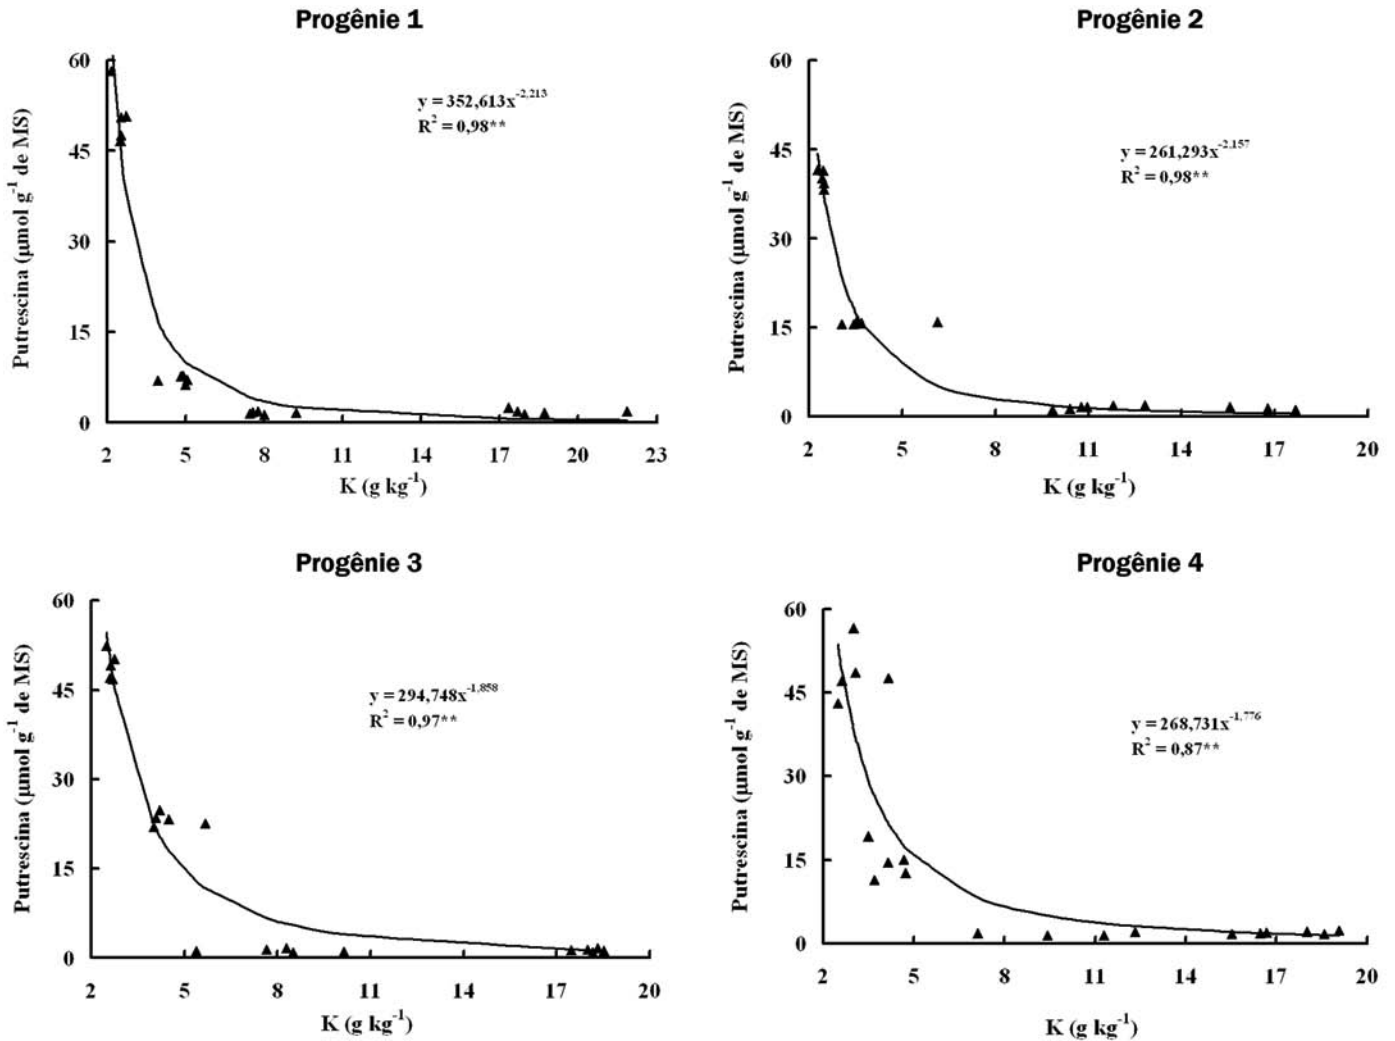 Progênie 1
60
45
30
15
0
Putrescina (µmol g⁻¹ de MS)
y = 352,613x⁻²,²¹³
R² = 0,98**
2 5 8 11 14 17 20 23
K (g kg⁻¹)
Progênie 2
60
45
30
15
0
Putrescina (µmol g⁻¹ de MS)
y = 261,293x⁻²·¹⁵⁷
R² = 0,98**
2 5 8 11 14 17 20
K (g kg⁻¹)
Progênie 3
60
45
30
15
0
Putrescina (µmol g⁻¹ de MS)
y = 294,748x⁻¹,⁸⁵⁸
R² = 0,97**
2 5 8 11 14 17 20
K (g kg⁻¹)
Progênie 4
60
45
30
15
0
Putrescina (µmol g⁻¹ de MS)
y = 268,731x⁻¹·⁷⁷⁶
R² = 0,87**
2 5 8 11 14 17 20
K (g kg⁻¹)